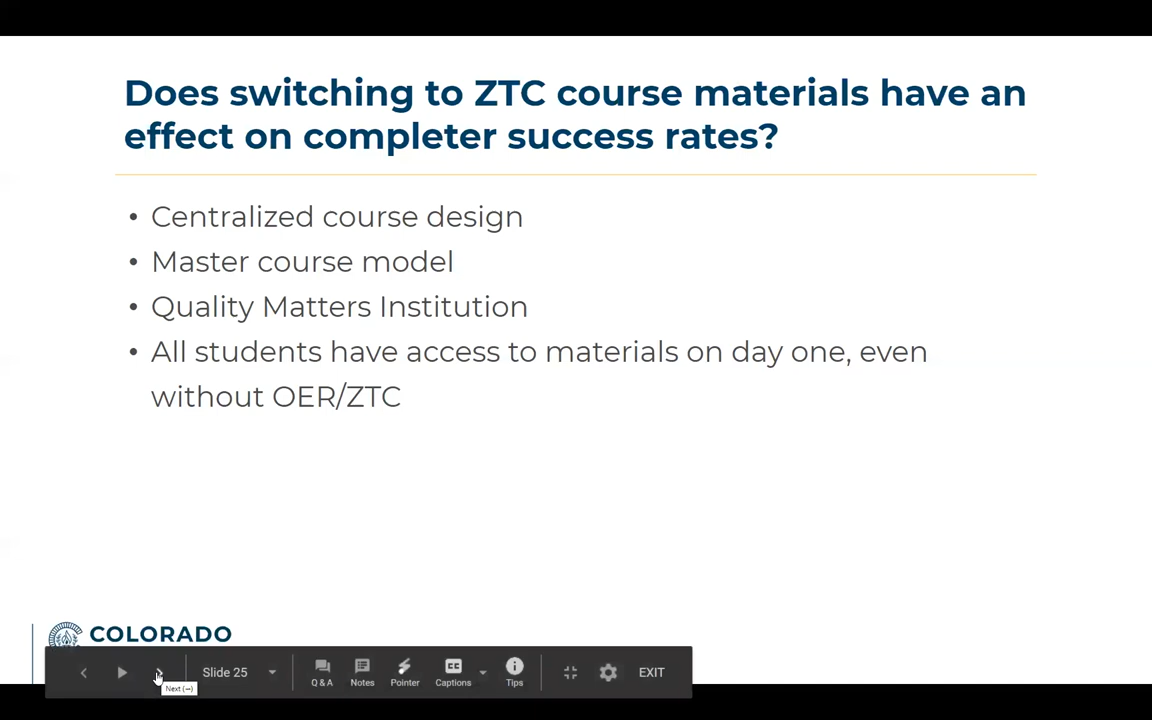 Does switching to ZTC course materials have an
effect on completer success rates?
• Centralized course design
• Master course model
• Quality Matters Institution
• All students have access to materials on day one, even
without OER/ZTC
COLORADO
Slide 25
Q & A
Notes
Pointer
Captions
Tips
EXIT
Next (→)